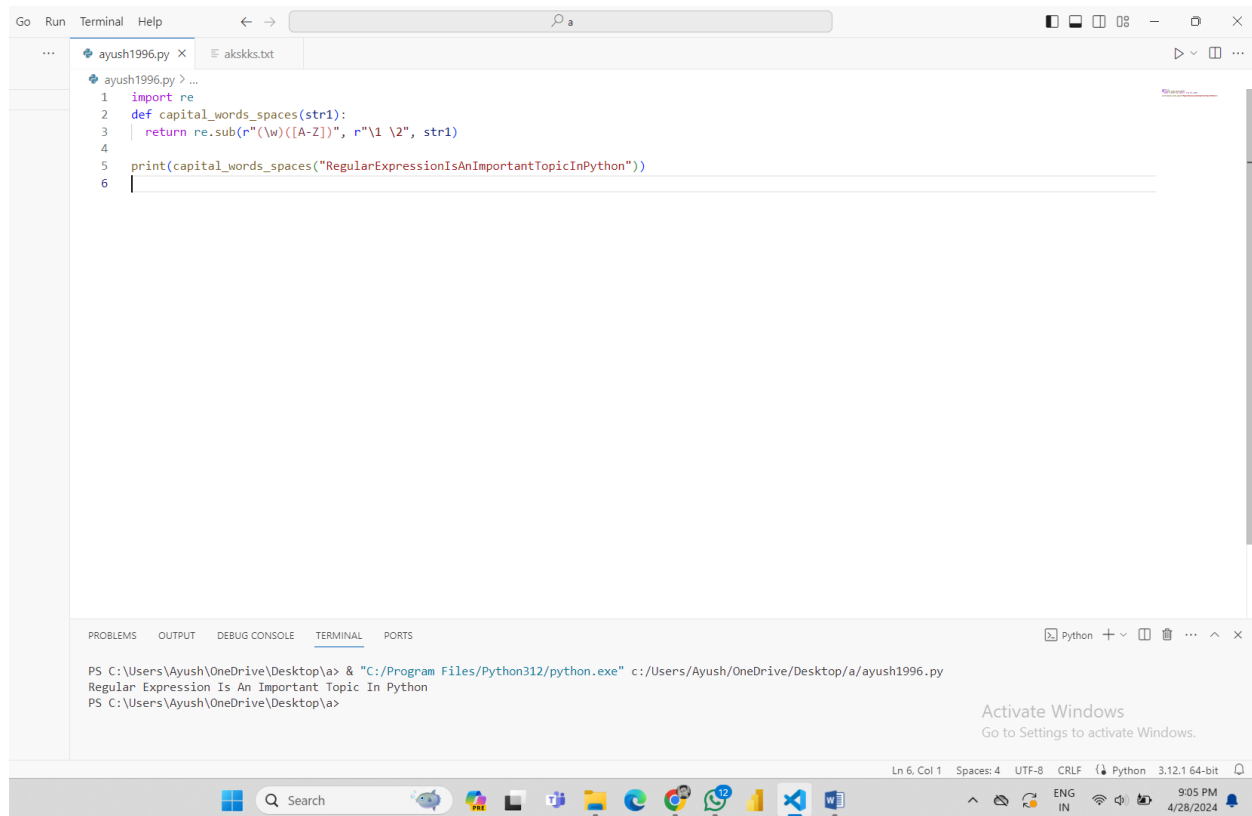 Go Run Terminal Help
a
ayush1996.py
akskks.txt
ayush1996.py > ...
1 import re
2 def capital_words_spaces(str1):
3 return re.sub(r"(\w)([A-Z])", r"\1 \2", str1)
4
5 print(capital_words_spaces("RegularExpressionIsAnImportantTopicInPython"))
6
PROBLEMS OUTPUT DEBUG CONSOLE TERMINAL PORTS
Python
PS C:\Users\Ayush\OneDrive\Desktop\a> & "C:/Program Files/Python312/python.exe" c:/Users/Ayush/OneDrive/Desktop/a/ayush1996.py
Regular Expression Is An Important Topic In Python
PS C:\Users\Ayush\OneDrive\Desktop\a>
Activate Windows
Go to Settings to activate Windows.
Ln 6, Col 1 Spaces: 4 UTF-8 CRLF Python 3.12.1 64-bit
Search
PRE
12
ENG
IN
9:05 PM
4/28/2024